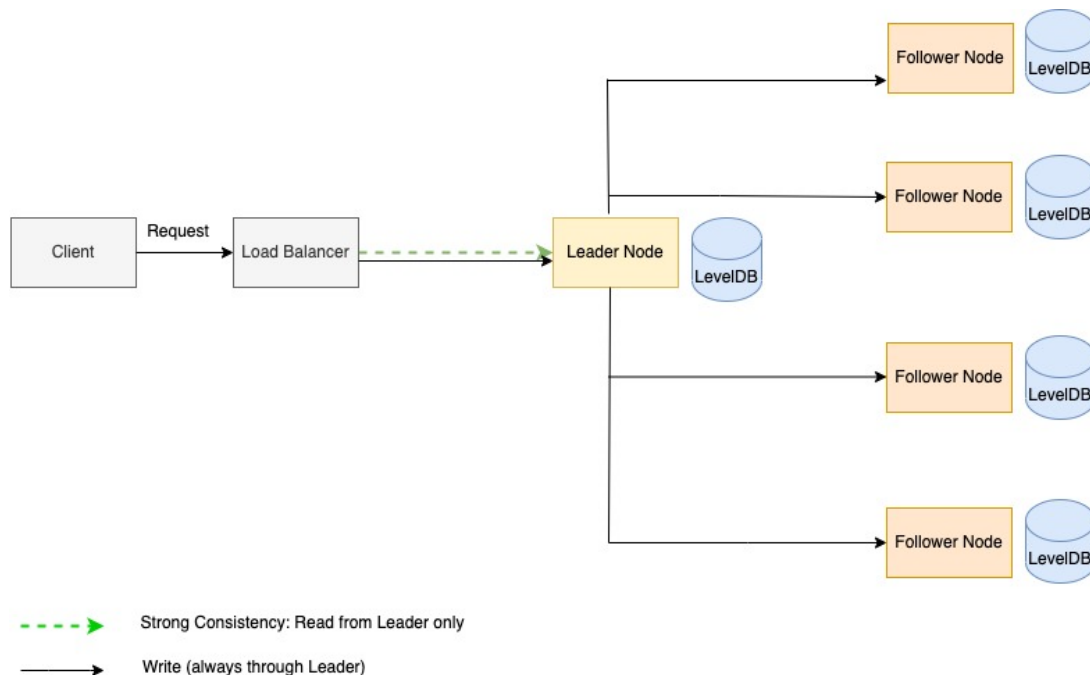 Follower Node
LevelDB
Follower Node
LevelDB
Client
Request
Load Balancer
Leader Node
LevelDB
Follower Node
LevelDB
Follower Node
LevelDB
Strong Consistency: Read from Leader only
Write (always through Leader)